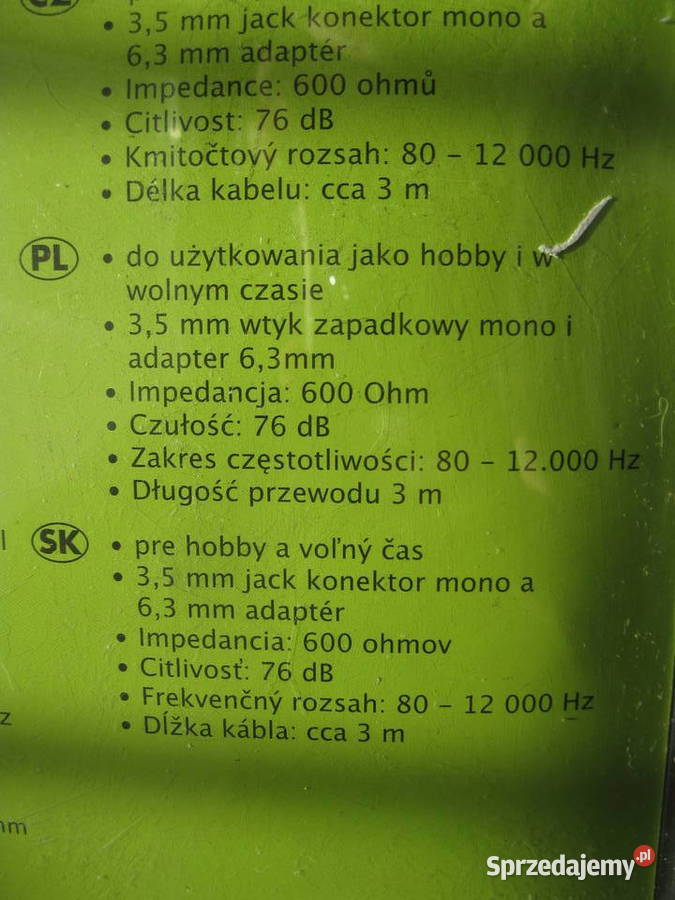 CZ
• 3,5 mm jack konektor mono a
6,3 mm adaptér
• Impedance: 600 ohmů
• Citlivost: 76 dB
• Kmitočtový rozsah: 80 – 12 000 Hz
• Délka kabelu: cca 3 m
PL • do użytkowania jako hobby i w
wolnym czasie
• 3,5 mm wtyk zapadkowy mono i
adapter 6,3mm
• Impedancja: 600 Ohm
• Czułość: 76 dB
• Zakres częstotliwości: 80 – 12.000 Hz
• Długość przewodu 3 m
SK • pre hobby a voľný čas
• 3,5 mm jack konektor mono a
6,3 mm adaptér
• Impedancia: 600 ohmov
• Citlivosť: 76 dB
• Frekvenčný rozsah: 80 – 12 000 Hz
• Dĺžka kábla: cca 3 m
Sprzedajemy.pl